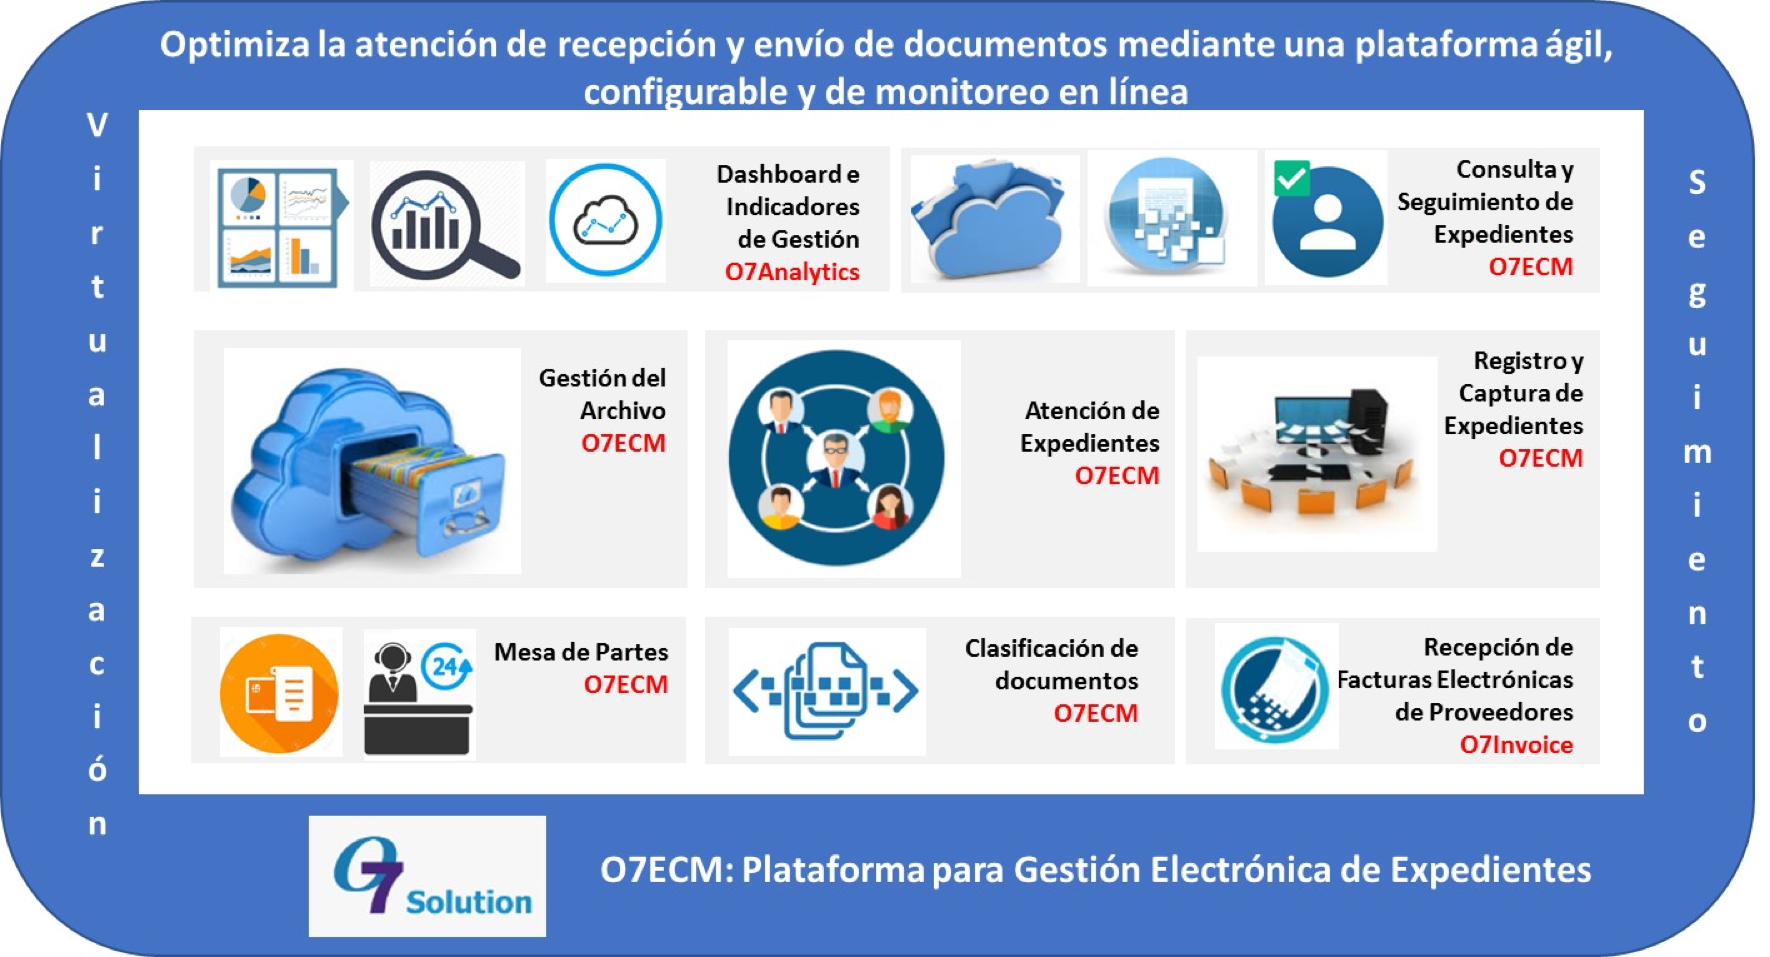 Optimiza la atención de recepción y envío de documentos mediante una plataforma ágil,
configurable y de monitoreo en línea
Virtualización
Dashboard e
Indicadores
de Gestión
O7Analytics
Consulta y
Seguimiento de
Expedientes
O7ECM
Gestión del
Archivo
O7ECM
Atención de
Expedientes
O7ECM
Registro y
Captura de
Expedientes
O7ECM
24
Mesa de Partes
O7ECM
Clasificación de
documentos
O7ECM
Recepción de
Facturas Electrónicas
de Proveedores
O7Invoice
Seguimiento
O7 Solution
O7ECM: Plataforma para Gestión Electrónica de Expedientes